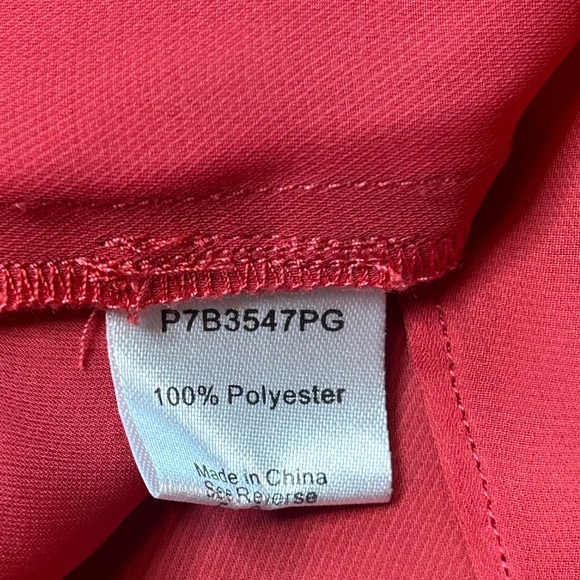 P7B3547PG
100% Polyester
Made in China
See Reverse